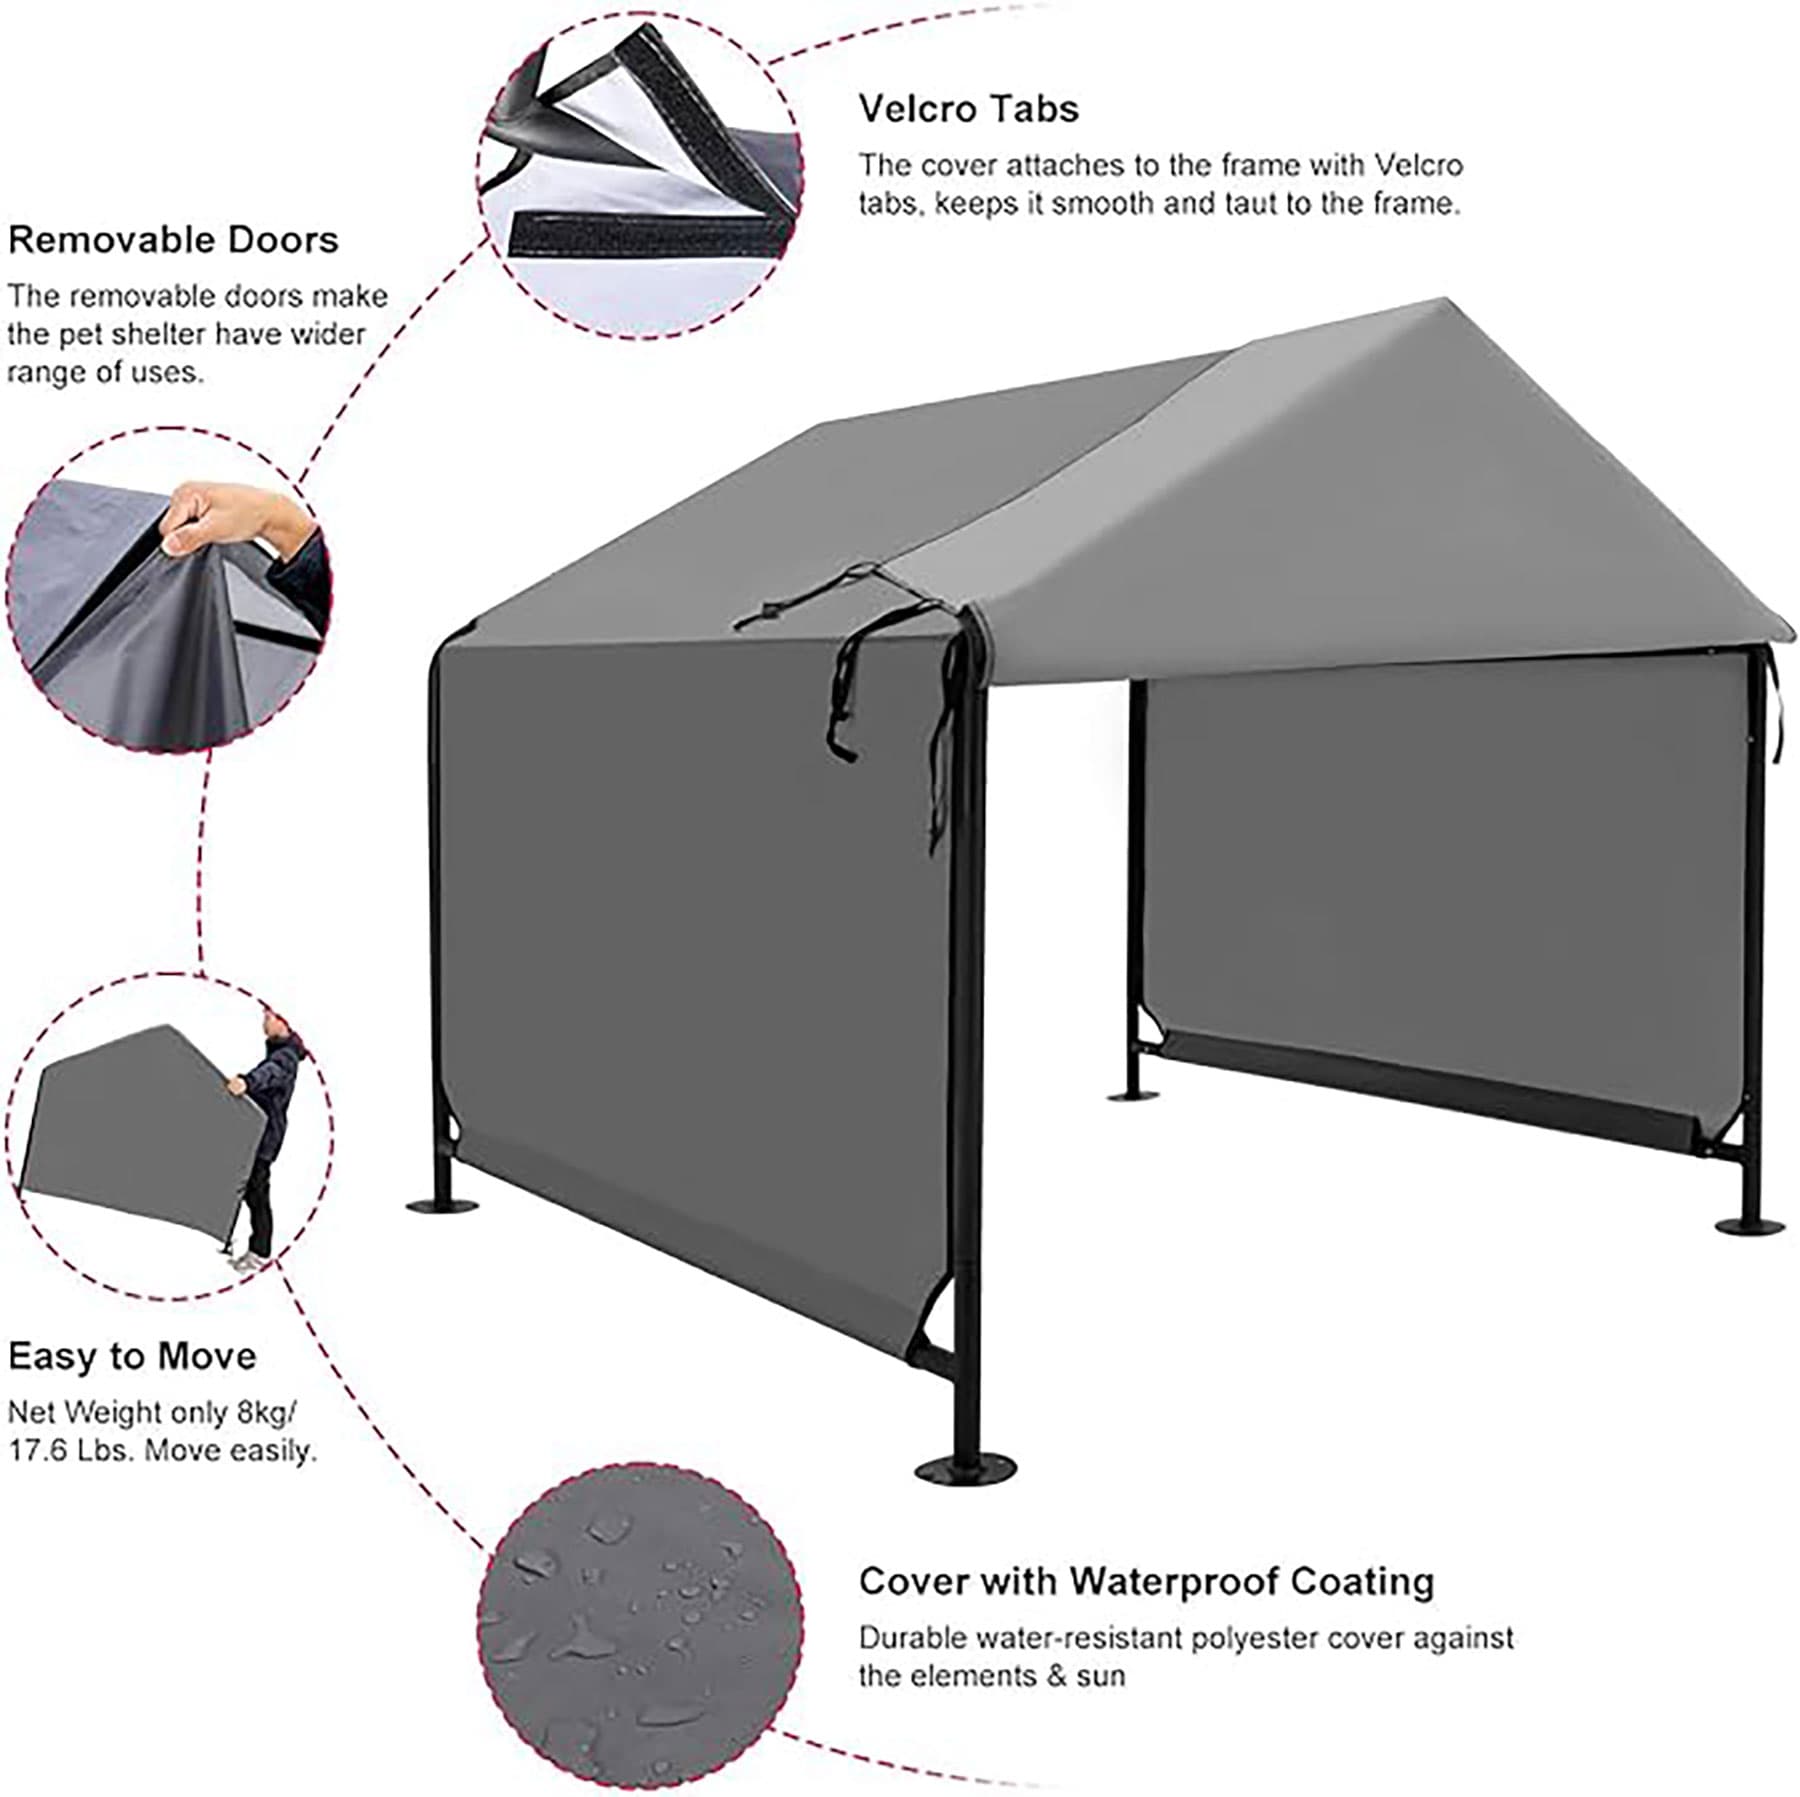 Velcro Tabs
The cover attaches to the frame with Velcro
tabs, keeps it smooth and taut to the frame.
Removable Doors
The removable doors make
the pet shelter have wider
range of uses.
Easy to Move
Net Weight only 8kg/
17.6 Lbs. Move easily.
Cover with Waterproof Coating
Durable water-resistant polyester cover against
the elements & sun